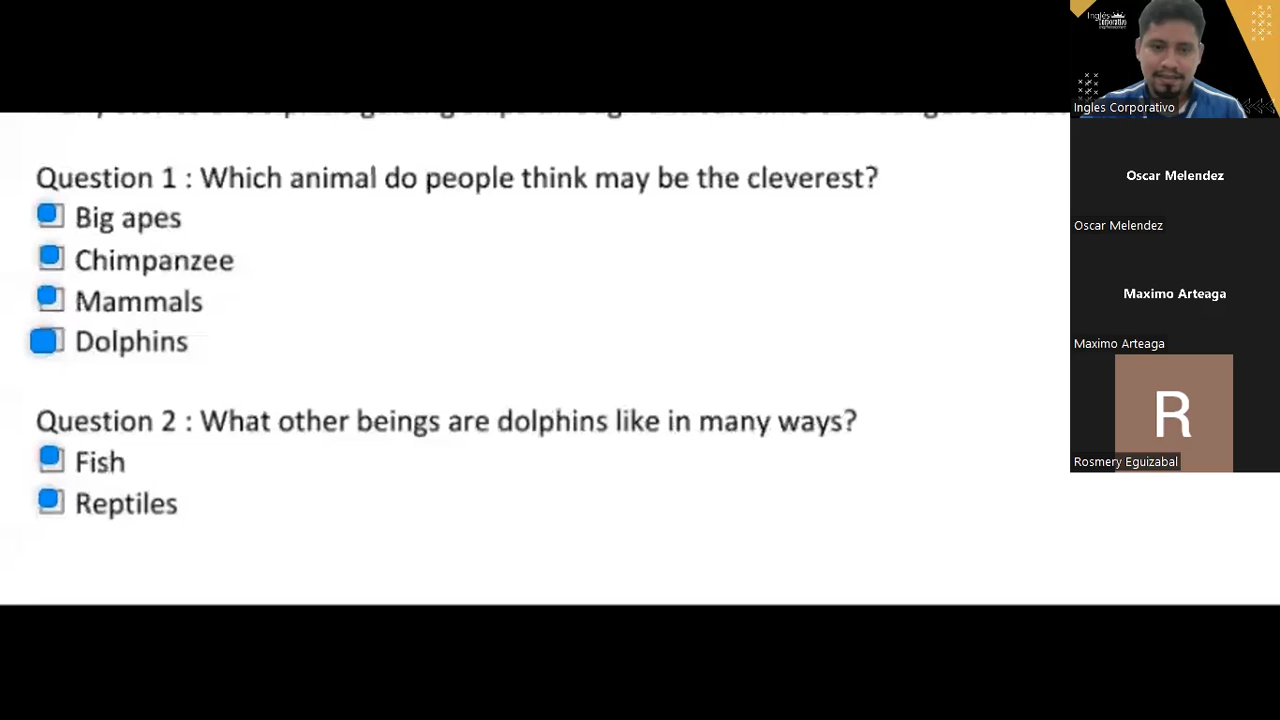 Question 1 : Which animal do people think may be the cleverest?
Big apes
Chimpanzee
Mammals
Dolphins
Question 2 : What other beings are dolphins like in many ways?
Fish
Reptiles
Inglés
Corporativo
Ingles Corporativo
Oscar Melendez
Oscar Melendez
Maximo Arteaga
Maximo Arteaga
R
Rosmery Eguizabal